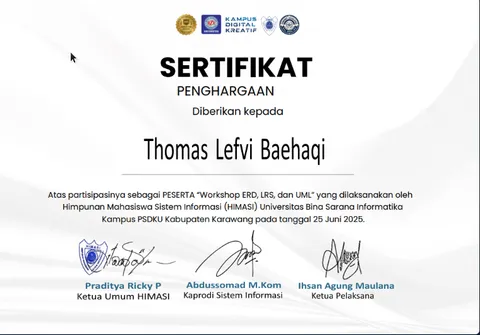 KAMPUS
DIGITAL
KREATIF
SERTIFIKAT
PENGHARGAAN
Diberikan kepada
Thomas Lefvi Baehaqi
Atas partisipasinya sebagai PESERTA “Workshop ERD, LRS, dan UML” yang dilaksanakan oleh
Himpunan Mahasiswa Sistem Informasi (HIMASI) Universitas Bina Sarana Informatika
Kampus PSDKU Kabupaten Karawang pada tanggal 25 Juni 2025.
Praditya Ricky P Abdussomad M.Kom Ihsan Agung Maulana
Ketua Umum HIMASI Kaprodi Sistem Informasi Ketua Pelaksana